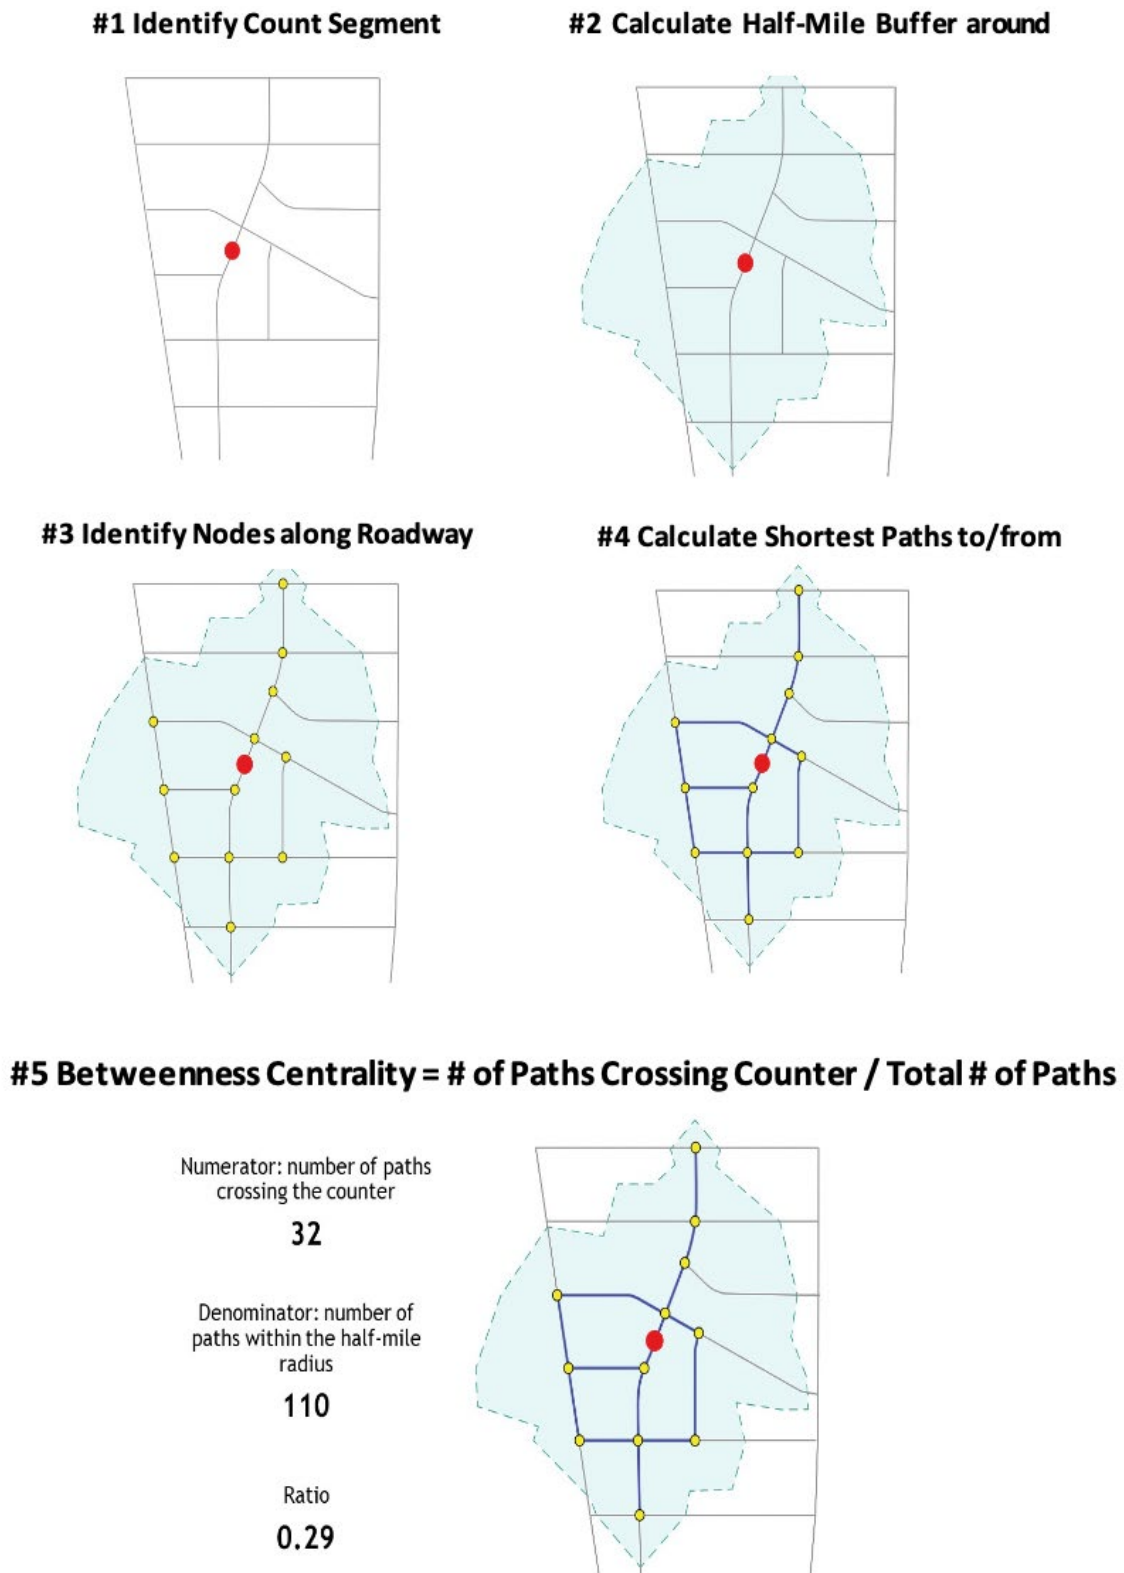 #1 Identify Count Segment
#2 Calculate Half-Mile Buffer around
#3 Identify Nodes along Roadway
#4 Calculate Shortest Paths to/from
#5 Betweenness Centrality = # of Paths Crossing Counter / Total # of Paths
Numerator: number of paths
crossing the counter
32
Denominator: number of
paths within the half-mile
radius
110
Ratio
0.29